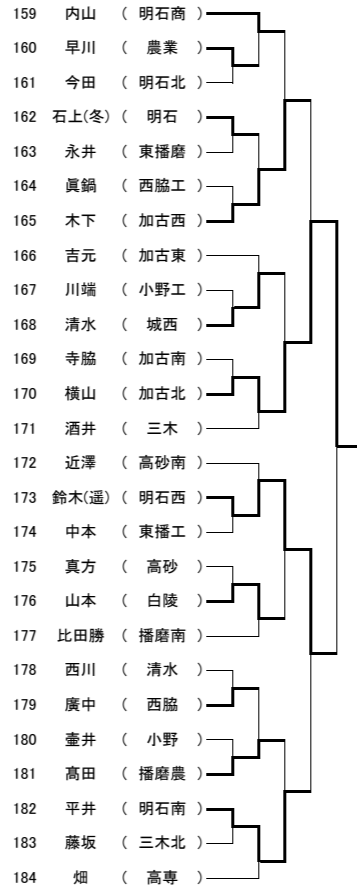 159 内山 ( 明石商 )
160 早川 ( 農業 )
161 今田 ( 明石北 )
162 石上(冬) ( 明石 )
163 永井 ( 東播磨 )
164 眞鍋 ( 西脇工 )
165 木下 ( 加古西 )
166 吉元 ( 加古東 )
167 川端 ( 小野工 )
168 清水 ( 城西 )
169 寺脇 ( 加古南 )
170 横山 ( 加古北 )
171 酒井 ( 三木 )
172 近澤 ( 高砂南 )
173 鈴木(遥) ( 明石西 )
174 中本 ( 東播工 )
175 真方 ( 高砂 )
176 山本 ( 白陵 )
177 比田勝 ( 播磨南 )
178 西川 ( 清水 )
179 廣中 ( 西脇 )
180 壷井 ( 小野 )
181 髙田 ( 播磨農 )
182 平井 ( 明石南 )
183 藤坂 ( 三木北 )
184 畑 ( 高専 )